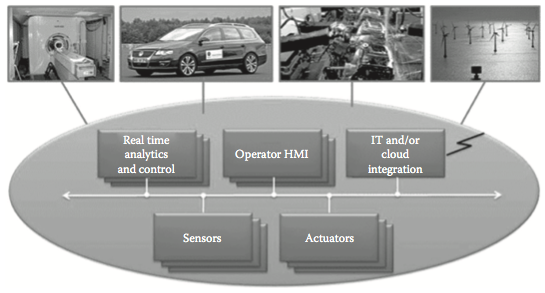 Real time
analytics
and control
Operator HMI
IT and/or
cloud
integration
Sensors
Actuators